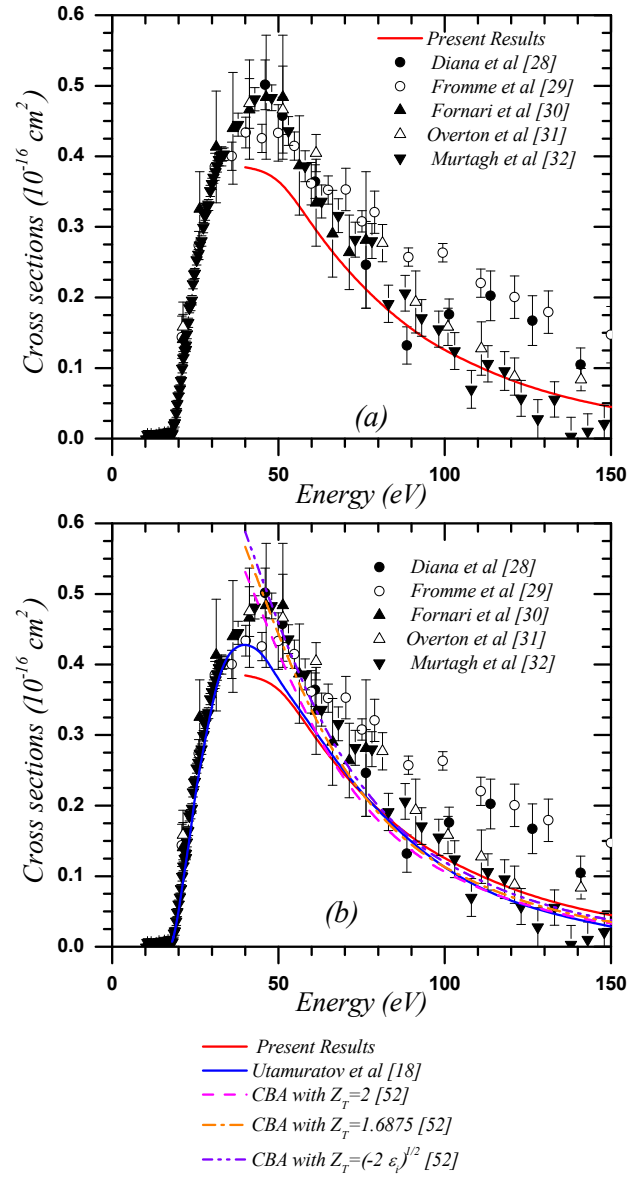 0.6
0.5
0.4
0.3
0.2
0.1
0.0
Cross sections (10⁻¹⁶ cm²)
Present Results
Diana et al [28]
Fromme et al [29]
Fornari et al [30]
Overton et al [31]
Murtagh et al [32]
(a)
0 50 100 150
Energy (eV)
0.6
0.5
0.4
0.3
0.2
0.1
0.0
Cross sections (10⁻¹⁶ cm²)
Diana et al [28]
Fromme et al [29]
Fornari et al [30]
Overton et al [31]
Murtagh et al [32]
(b)
0 50 100 150
Energy (eV)
Present Results
Utamuratov et al [18]
CBA with Z_T=2 [52]
CBA with Z_T=1.6875 [52]
CBA with Z_T=(-2 ε_i)^1/2 [52]